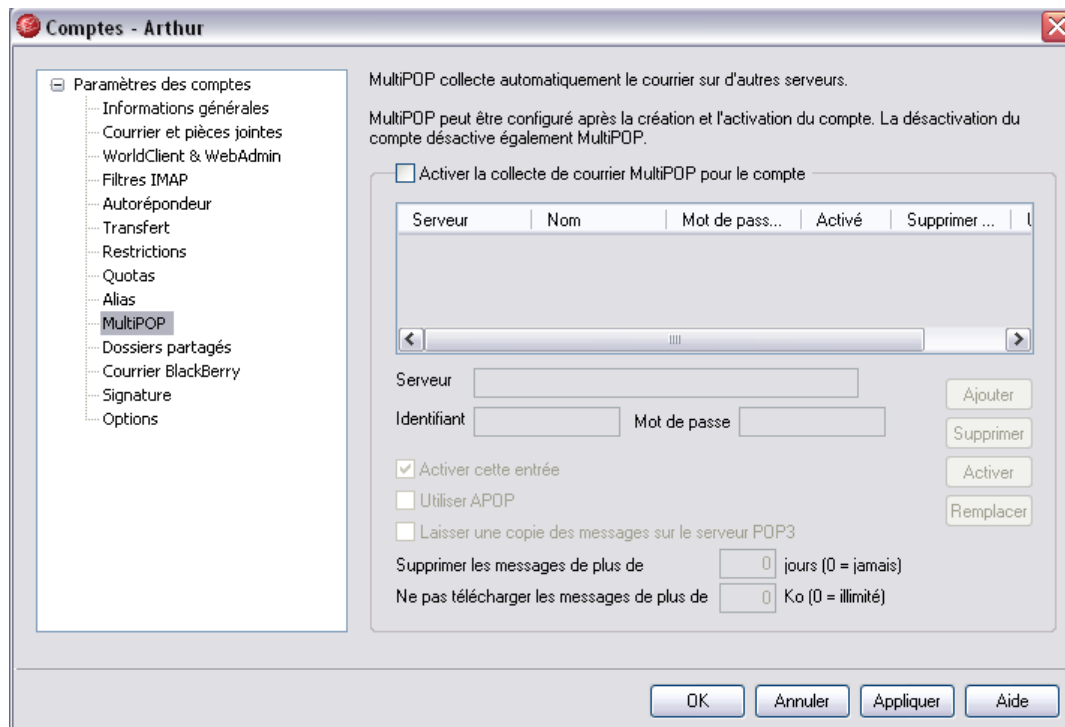 Comptes - Arthur
Paramètres des comptes
Informations générales
Courrier et pièces jointes
WorldClient & WebAdmin
Filtres IMAP
Autorépondeur
Transfert
Restrictions
Quotas
Alias
MultiPOP
Dossiers partagés
Courrier BlackBerry
Signature
Options
MultiPOP collecte automatiquement le courrier sur d'autres serveurs.
MultiPOP peut être configuré après la création et l'activation du compte. La désactivation du
compte désactive également MultiPOP.
Activer la collecte de courrier MultiPOP pour le compte
Serveur Nom Mot de pass... Activé Supprimer ...
Serveur
Ajouter
Identifiant Mot de passe
Supprimer
Activer cette entrée
Activer
Utiliser APOP
Remplacer
Laisser une copie des messages sur le serveur POP3
Supprimer les messages de plus de 0 jours (0 = jamais)
Ne pas télécharger les messages de plus de 0 Ko (0 = illimité)
OK Annuler Appliquer Aide